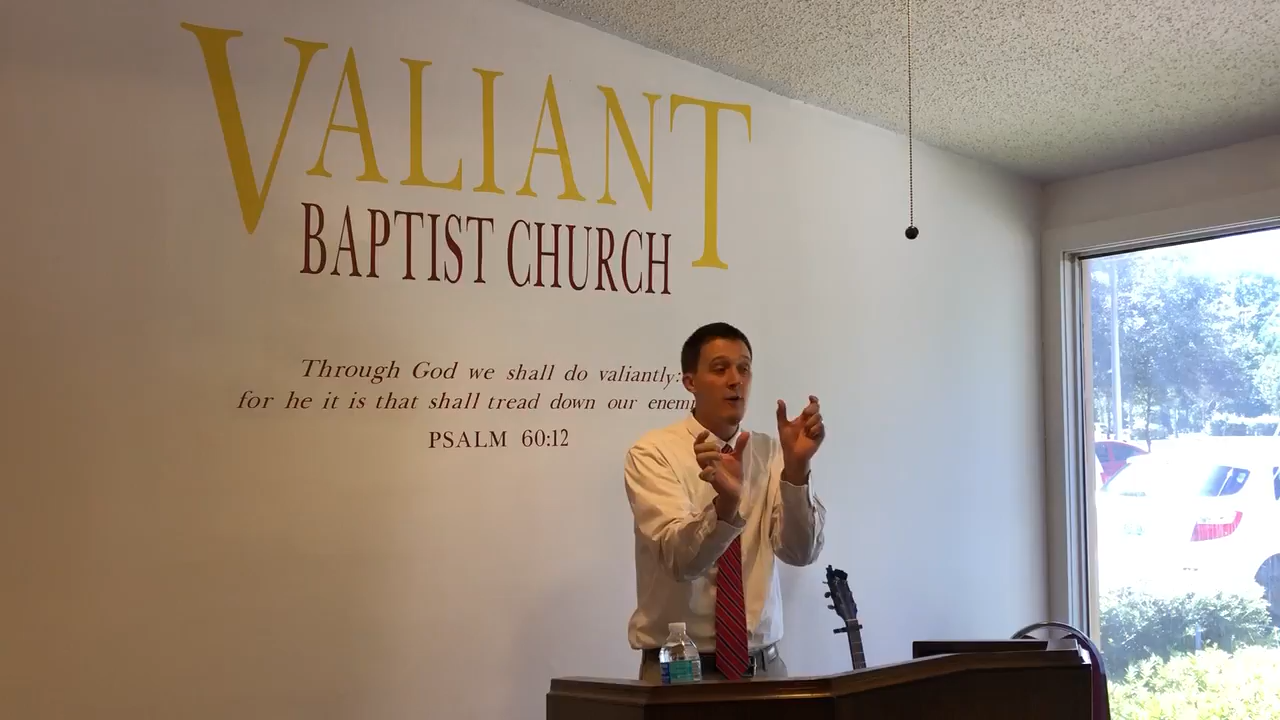 VALIANT
BAPTIST CHURCH
Through God we shall do valiantly:
for he it is that shall tread down our
PSALM 60:12